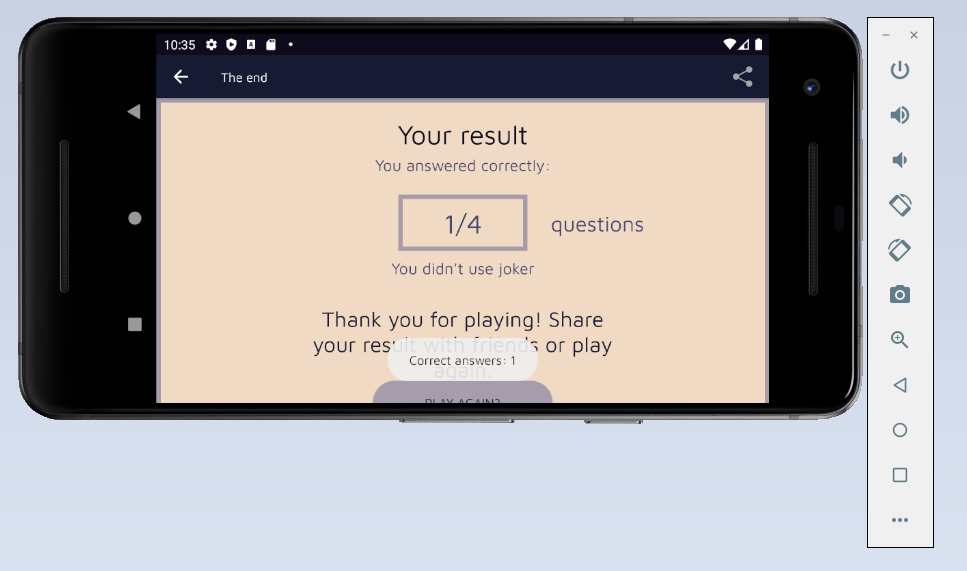 10:35
The end
Your result
You answered correctly:
1/4
questions
You didn't use joker
Thank you for playing! Share
your result with friends or play
again.
Correct answers: 1
PLAY AGAIN?